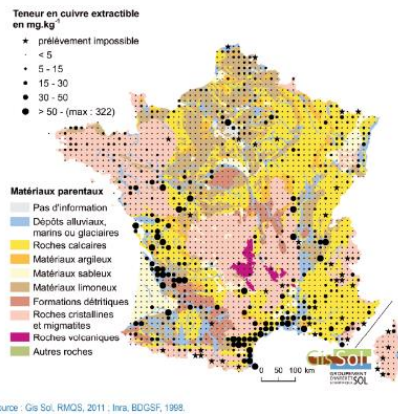 Teneur en cuivre extractible
en mg.kg⁻¹
prélèvement impossible
< 5
5 - 15
15 - 30
30 - 50
> 50 - (max : 322)
Matériaux parentaux
Pas d'information
Dépôts alluviaux,
marins ou glaciaires
Roches calcaires
Matériaux argileux
Matériaux sableux
Matériaux limoneux
Formations détritiques
Roches cristallines
et migmatites
Roches volcaniques
Autres roches
0 50 100 km
GisSol
GROUPEMENT
SOL
ource : Gis Sol, RMQS, 2011 ; Inra, BDGSF, 1998.